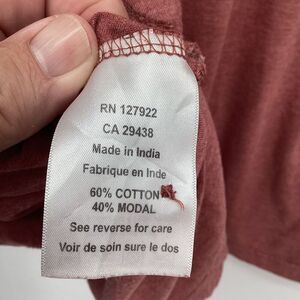 RN 127922
CA 29438
Made in India
Fabrique en Inde
60% COTTON
40% MODAL
See reverse for care
Voir de soin sure le dos